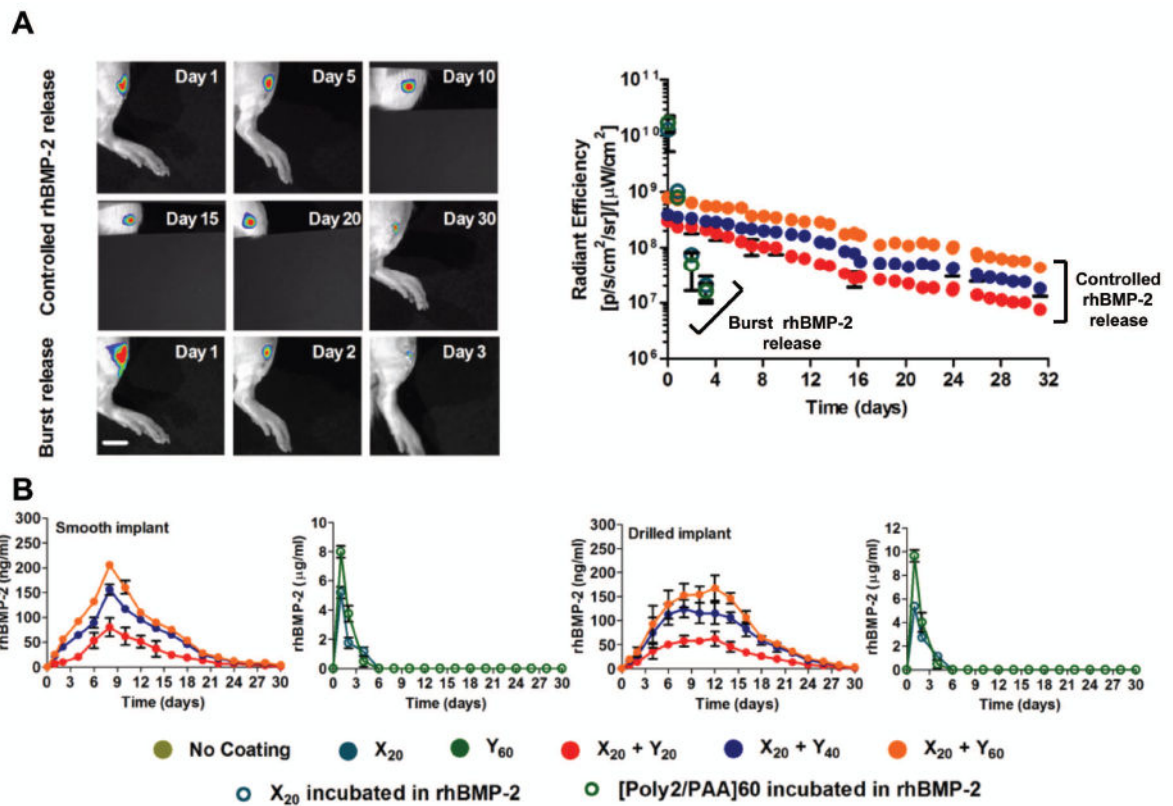 A
Controlled rhBMP-2 release
Day 1
Day 5
Day 10
Day 15
Day 20
Day 30
Burst release
Day 1
Day 2
Day 3
Radiant Efficiency
[p/s/cm²/sr]/[µW/cm²]
10¹¹
10¹⁰
10⁹
10⁸
10⁷
10⁶
0 4 8 12 16 20 24 28 32
Time (days)
Burst rhBMP-2
release
Controlled
rhBMP-2
release
B
Smooth implant
rhBMP-2 (ng/ml)
300
250
200
150
100
50
0
0 3 6 9 12 15 18 21 24 27 30
Time (days)
rhBMP-2 (µg/ml)
10
8
6
4
2
0
0 3 6 9 12 15 18 21 24 27 30
Time (days)
Drilled implant
rhBMP-2 (ng/ml)
300
250
200
150
100
50
0
0 3 6 9 12 15 18 21 24 27 30
Time (days)
rhBMP-2 (µg/ml)
12
10
8
6
4
2
0
0 3 6 9 12 15 18 21 24 27 30
Time (days)
No Coating
X₂₀
Y₆₀
X₂₀ + Y₂₀
X₂₀ + Y₄₀
X₂₀ + Y₆₀
X₂₀ incubated in rhBMP-2
[Poly2/PAA]60 incubated in rhBMP-2